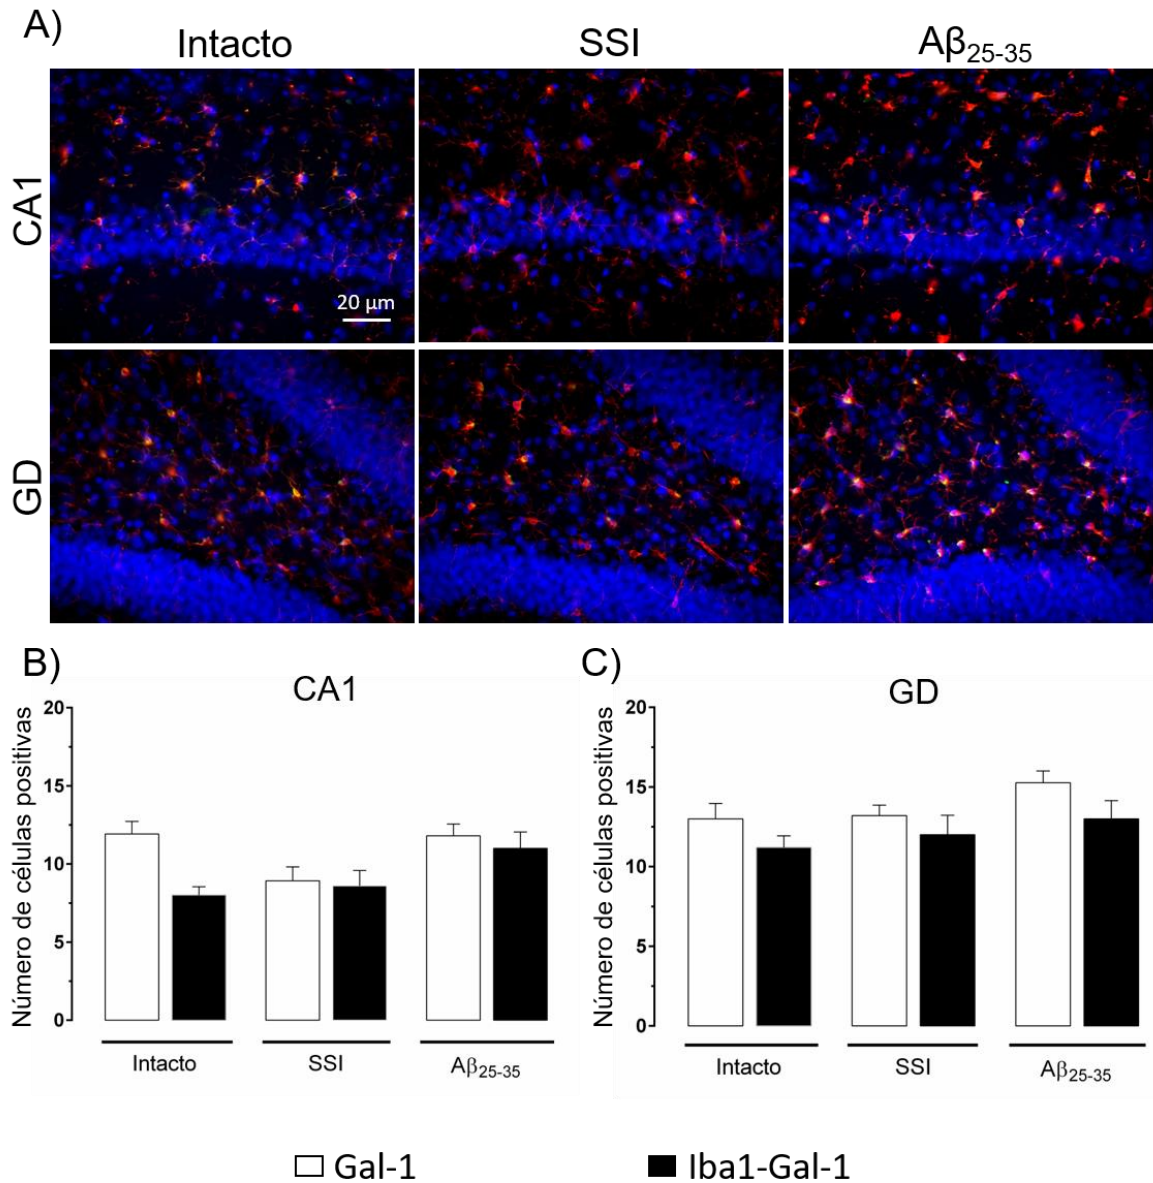 A)
Intacto SSI Aβ25-35
CA1
20 µm
GD
B)
CA1
Número de células positivas
20
15
10
5
0
Intacto SSI Aβ25-35
C)
GD
Número de células positivas
20
15
10
5
0
Intacto SSI Aβ25-35
Gal-1 Iba1-Gal-1